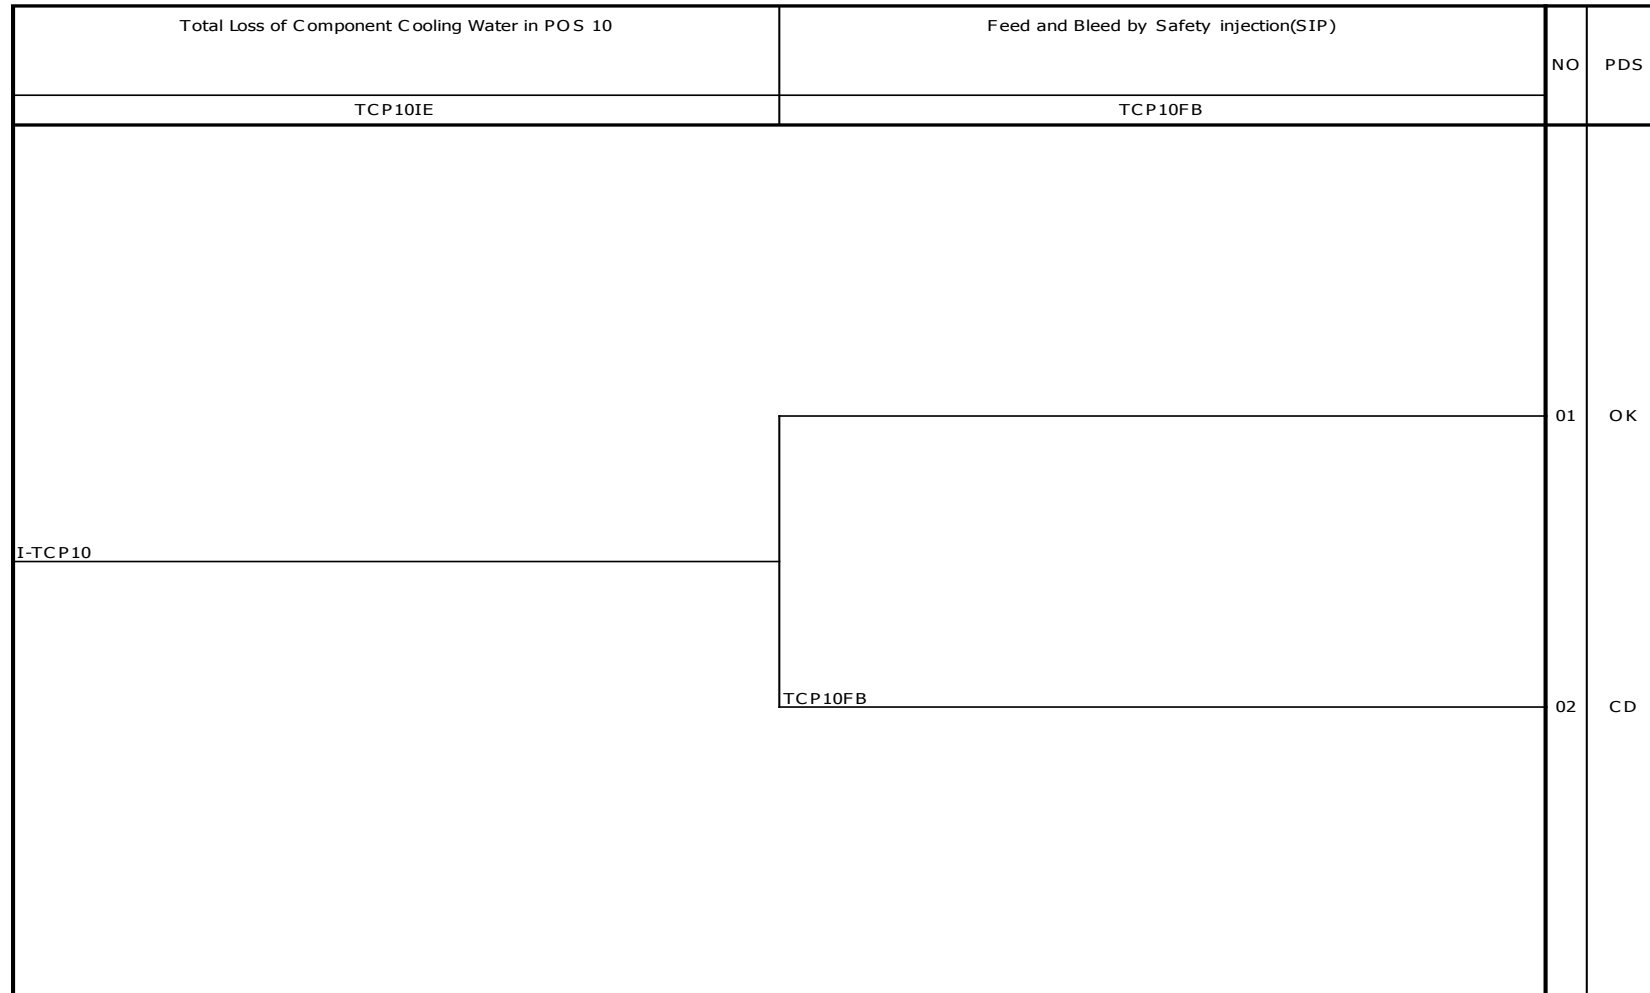 Total Loss of Component Cooling Water in POS 10
Feed and Bleed by Safety injection(SIP)
NO
PDS
TCP10IE
TCP10FB
01
OK
I-TCP10
TCP10FB
02
CD